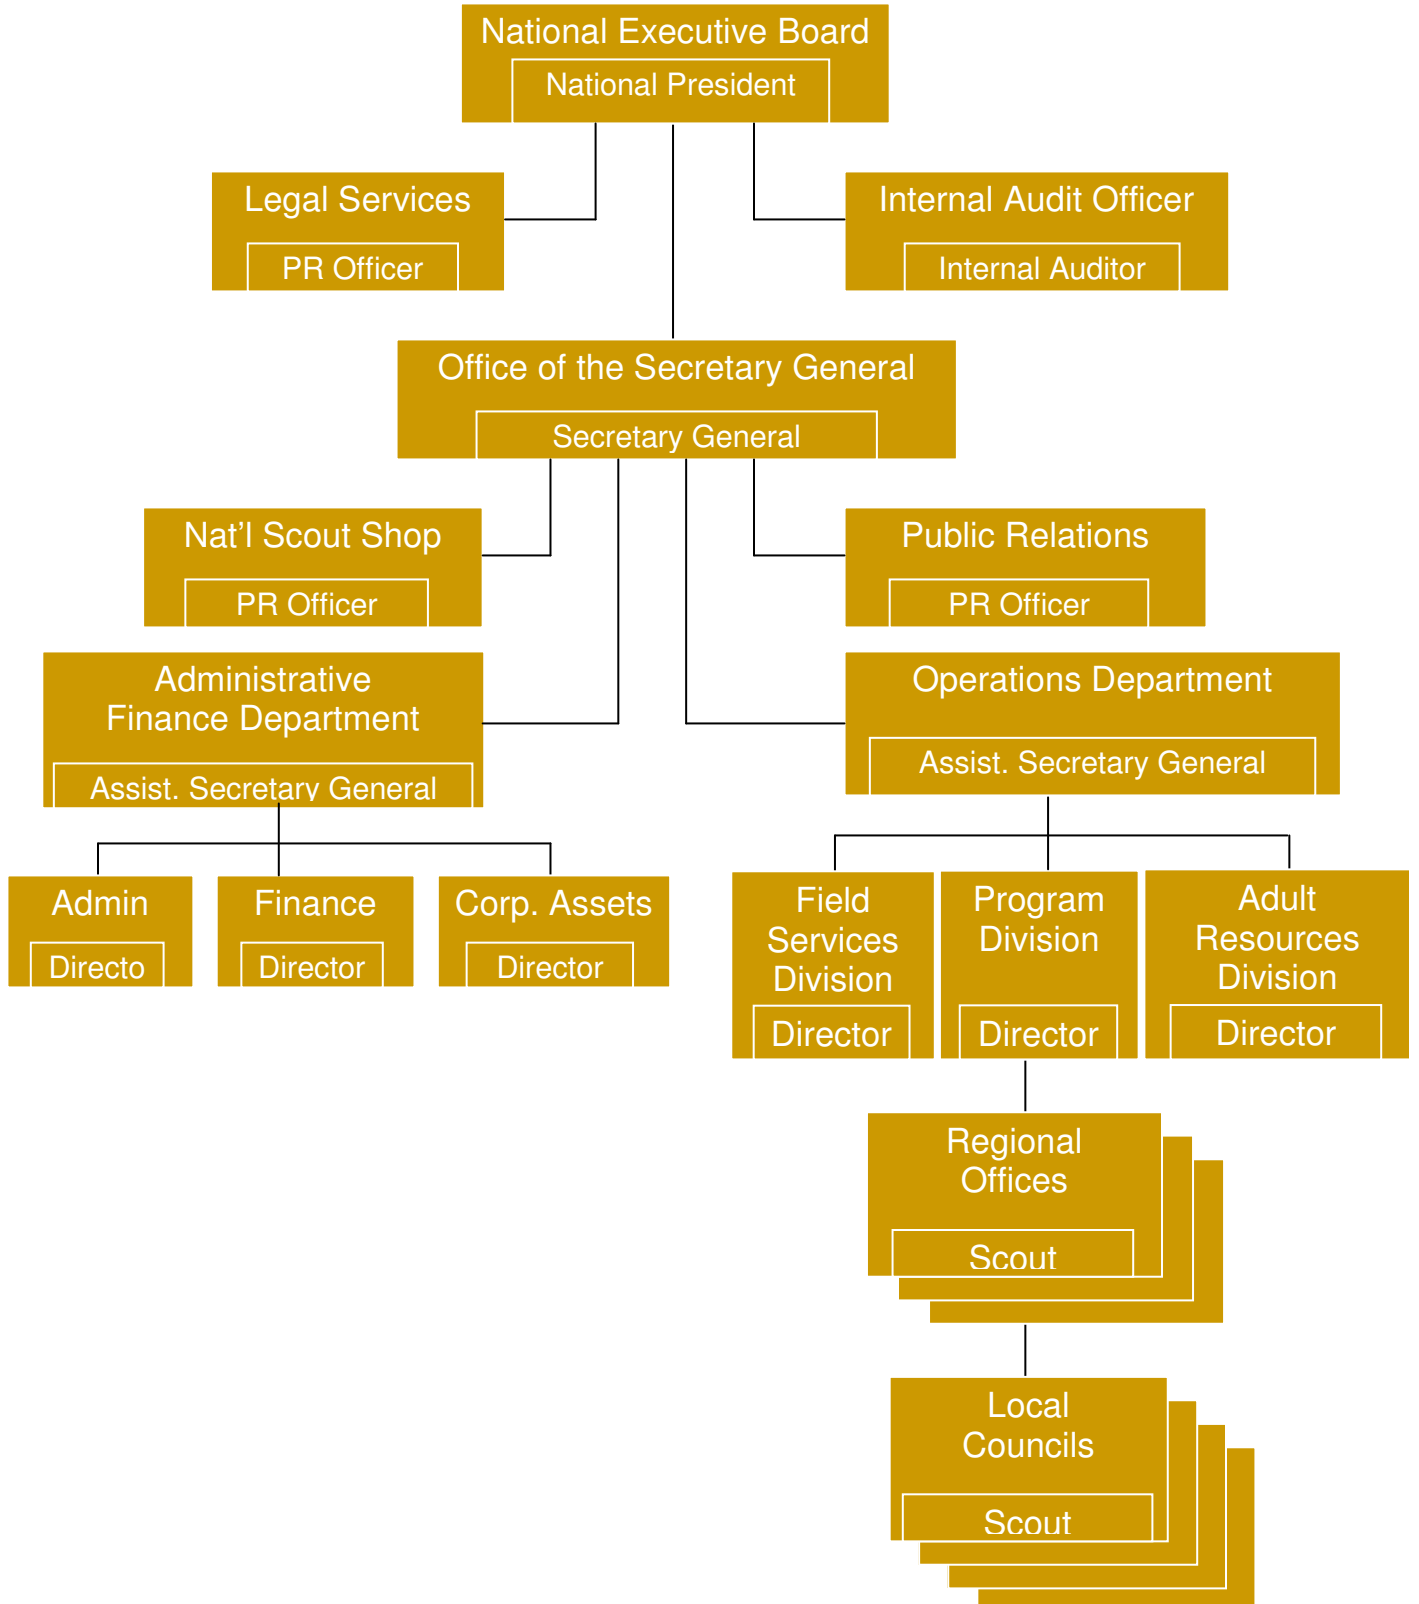 National Executive Board
National President
Legal Services
PR Officer
Internal Audit Officer
Internal Auditor
Office of the Secretary General
Secretary General
Nat’l Scout Shop
PR Officer
Public Relations
PR Officer
Administrative
Finance Department
Assist. Secretary General
Operations Department
Assist. Secretary General
Admin
Directo
Finance
Director
Corp. Assets
Director
Field
Services
Division
Director
Program
Division
Director
Adult
Resources
Division
Director
Regional
Offices
Scout
Local
Councils
Scout